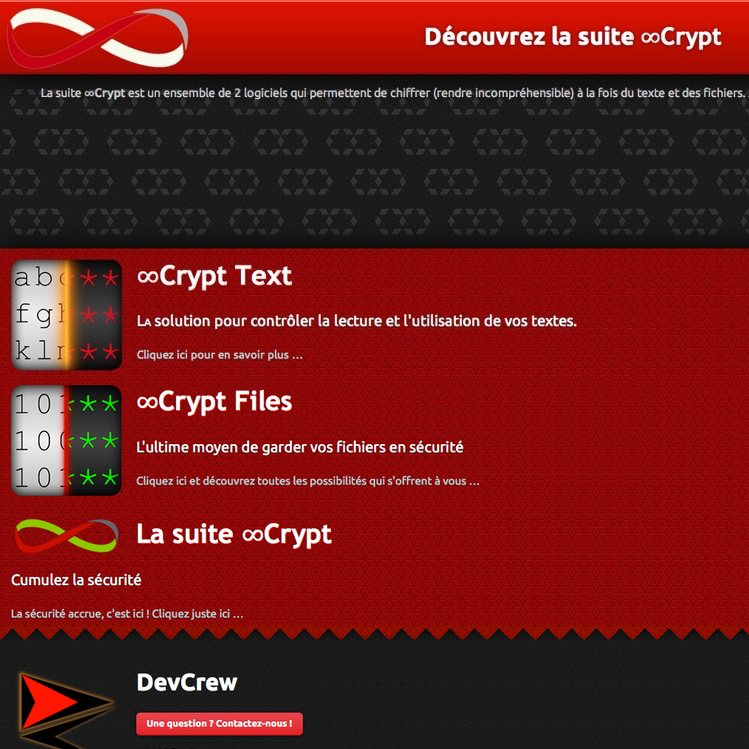 Découvrez la suite ∞Crypt
La suite ∞Crypt est un ensemble de 2 logiciels qui permettent de chiffrer (rendre incompréhensible) à la fois du texte et des fichiers.
abc**
fgh**
klm**
∞Crypt Text
LA solution pour contrôler la lecture et l'utilisation de vos textes.
Cliquez ici pour en savoir plus ...
101**
100**
101**
∞Crypt Files
L'ultime moyen de garder vos fichiers en sécurité
Cliquez ici et découvrez toutes les possibilités qui s'offrent à vous ...
La suite ∞Crypt
Cumulez la sécurité
La sécurité accrue, c'est ici ! Cliquez juste ici ...
DevCrew
Une question ? Contactez-nous !